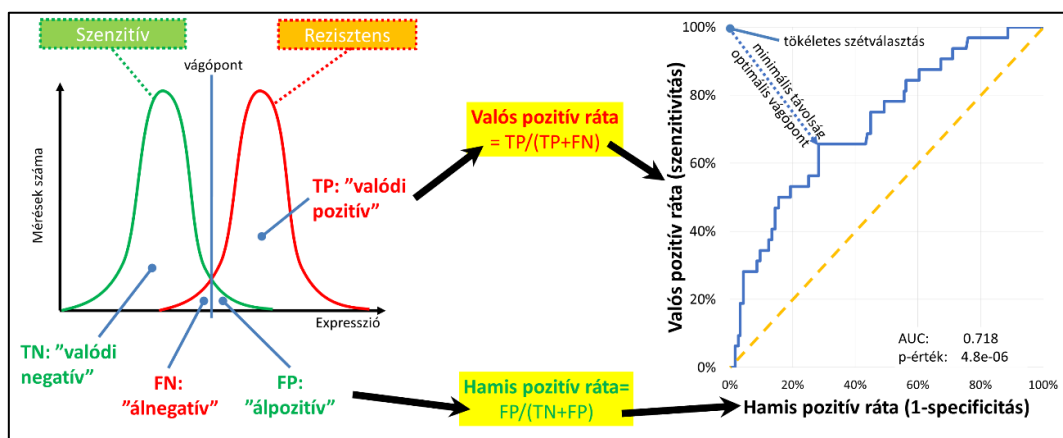 Szenzitív
Rezisztens
vágópont
Mérések száma
Expresszió
TP: ”valódi
pozitív”
TN: ”valódi
negatív”
FN:
”álnegatív”
FP:
”álpozitív”
Valós pozitív ráta
= TP/(TP+FN)
Hamis pozitív ráta=
FP/(TN+FP)
Valós pozitív ráta (szenzitivitás)
100%
80%
60%
40%
20%
0%
tökéletes szétválasztás
minimális távolság
optimális vágópont
AUC: 0.718
p-érték: 4.8e-06
0% 20% 40% 60% 80% 100%
Hamis pozitív ráta (1-specificitás)